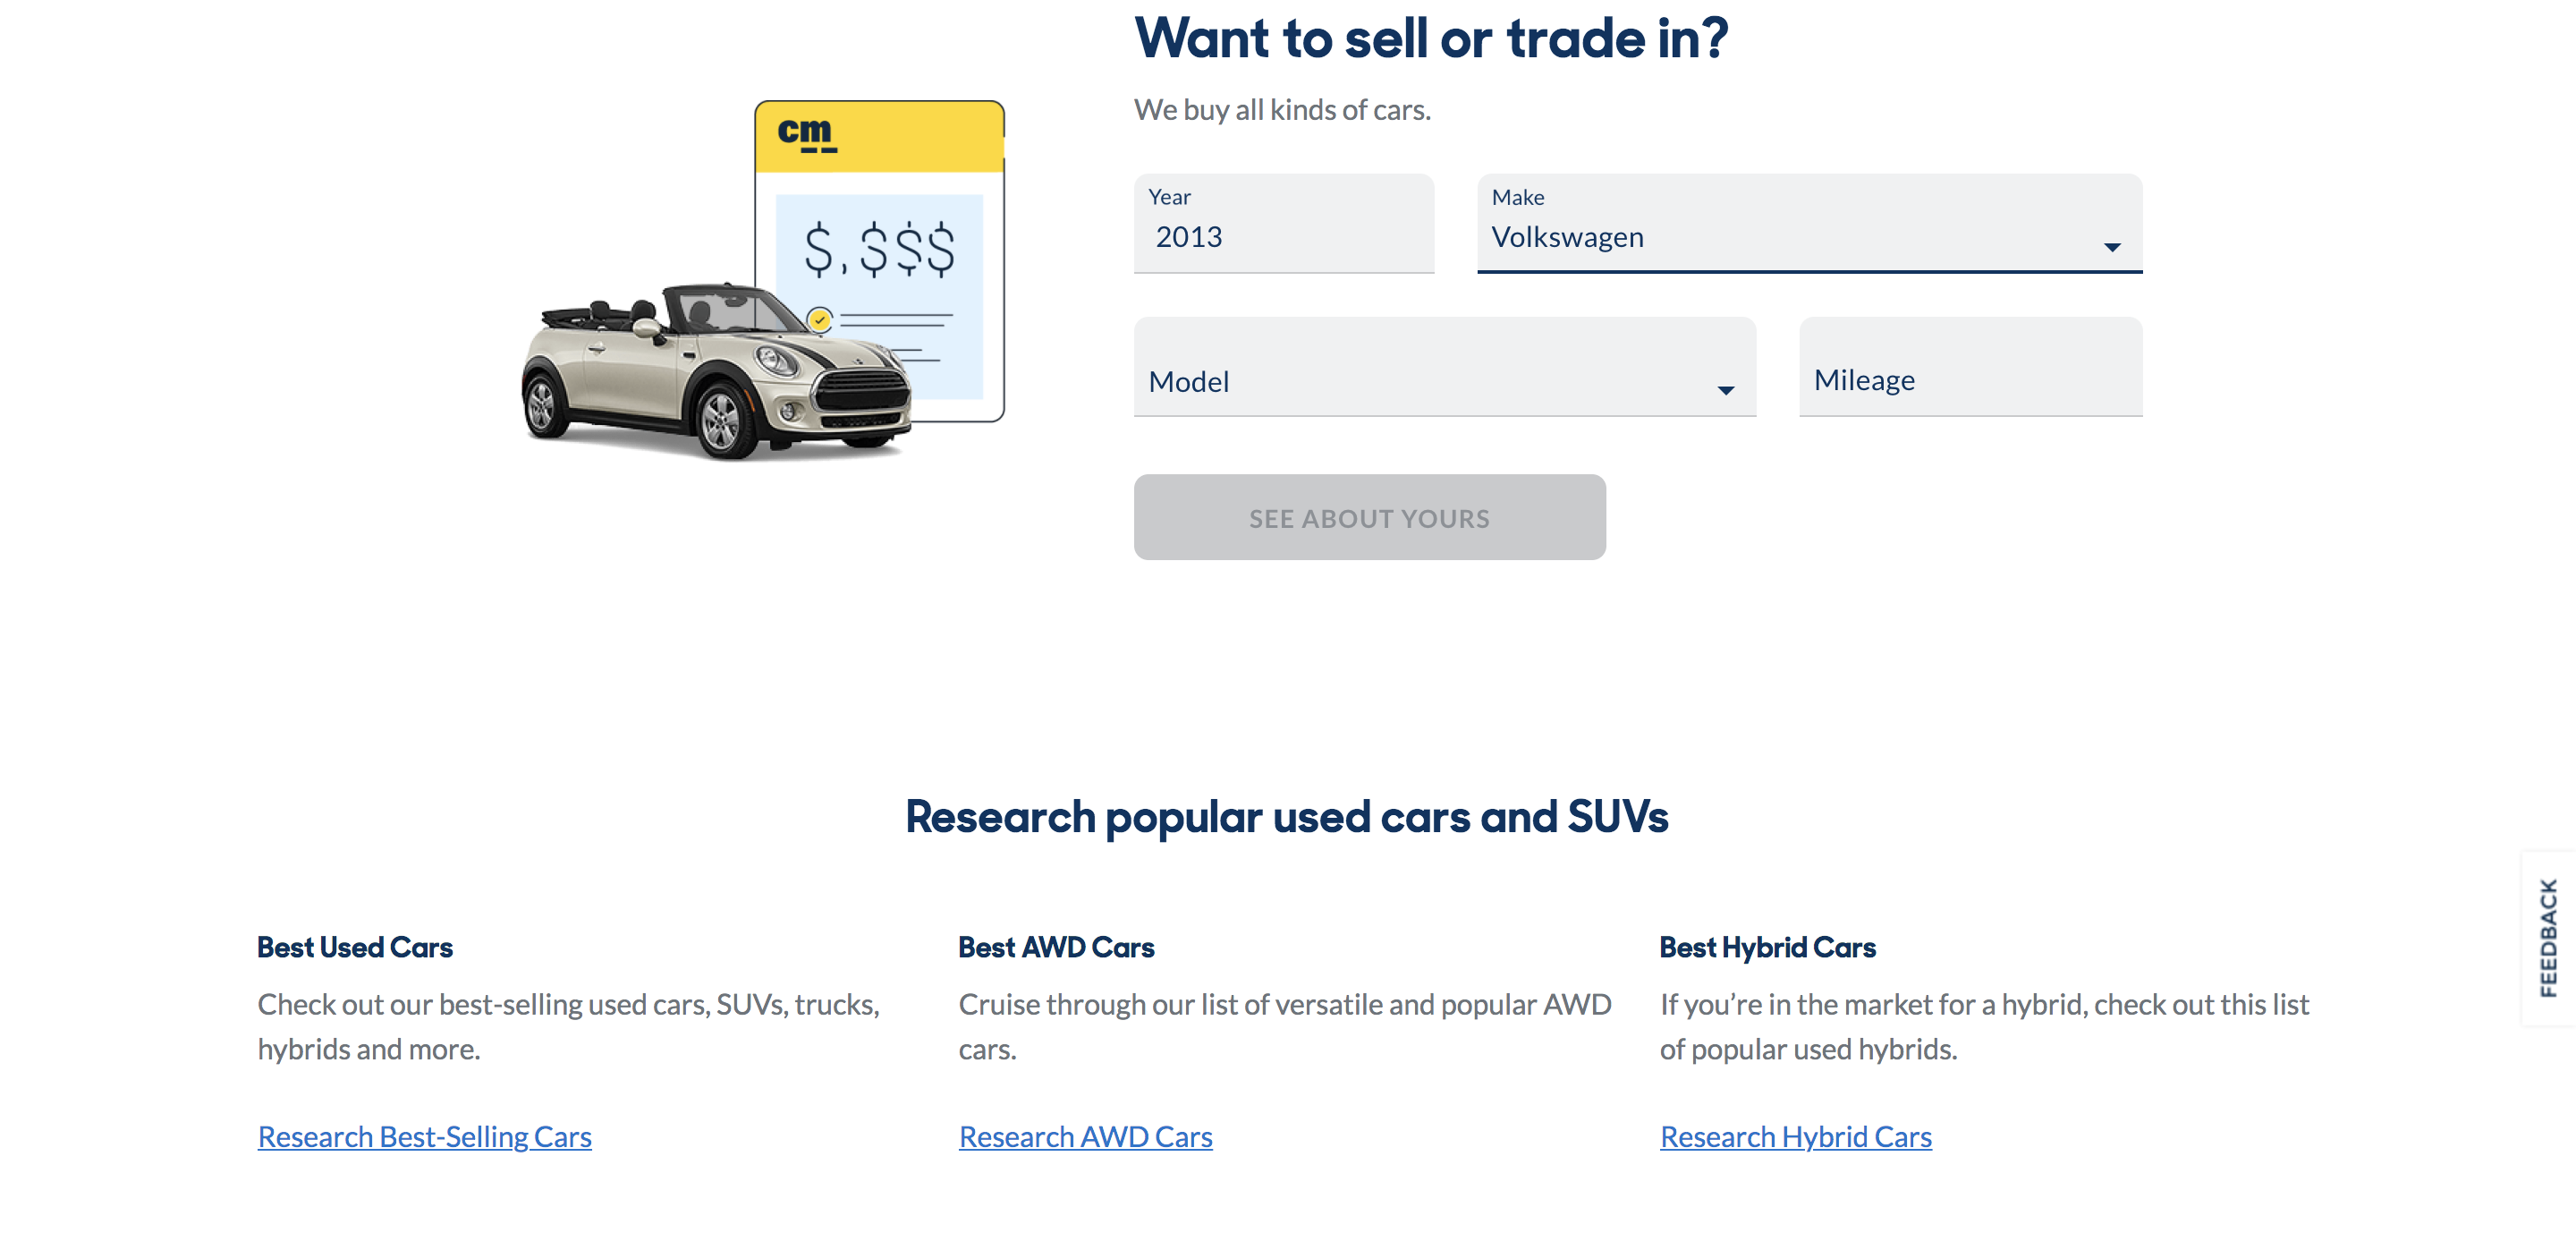 Want to sell or trade in?
We buy all kinds of cars.
cm
$,$$$
Year
2013
Make
Volkswagen
Model
Mileage
SEE ABOUT YOURS
Research popular used cars and SUVs
Best Used Cars
Check out our best-selling used cars, SUVs, trucks,
hybrids and more.
Research Best-Selling Cars
Best AWD Cars
Cruise through our list of versatile and popular AWD
cars.
Research AWD Cars
Best Hybrid Cars
If you’re in the market for a hybrid, check out this list
of popular used hybrids.
Research Hybrid Cars
FEEDBACK